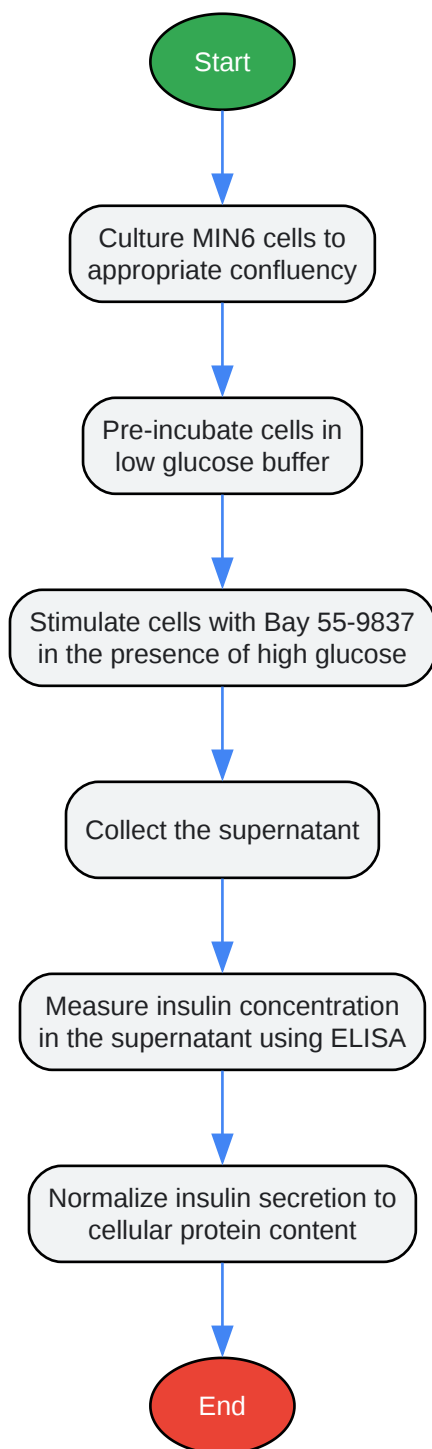 Start
Culture MIN6 cells to
appropriate confluency
Pre-incubate cells in
low glucose buffer
Stimulate cells with Bay 55-9837
in the presence of high glucose
Collect the supernatant
Measure insulin concentration
in the supernatant using ELISA
Normalize insulin secretion to
cellular protein content
End